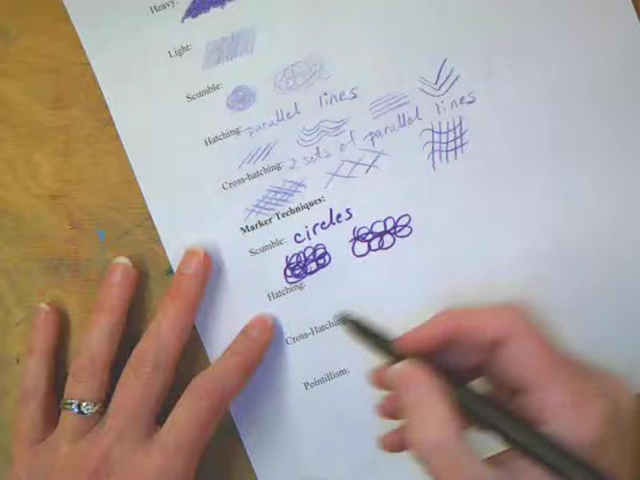 Heavy:
Light:
Scumble:
Hatching: parallel lines
Cross-hatching: 2 sets of parallel lines
Marker Techniques:
Scumble: circles
Hatching:
Cross-Hatching
Pointillism: